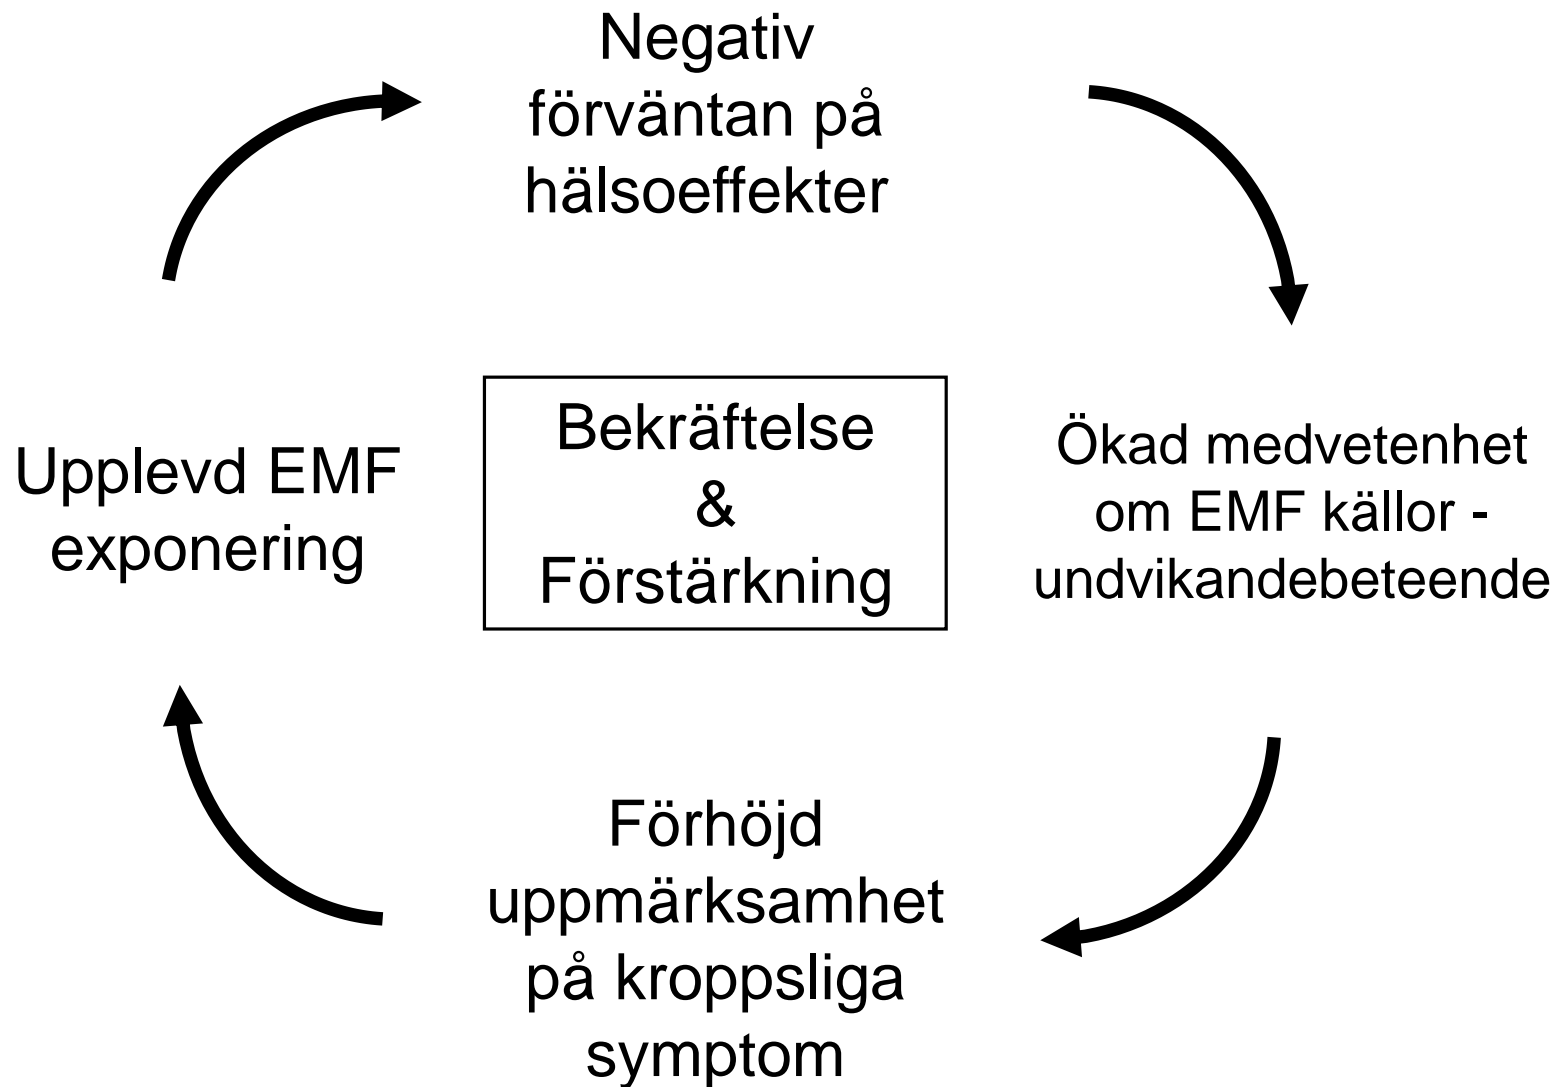 Negativ
förväntan på
hälsoeffekter
Upplevd EMF
exponering
Bekräftelse
&
Förstärkning
Ökad medvetenhet
om EMF källor -
undvikandebeteende
Förhöjd
uppmärksamhet
på kroppsliga
symptom